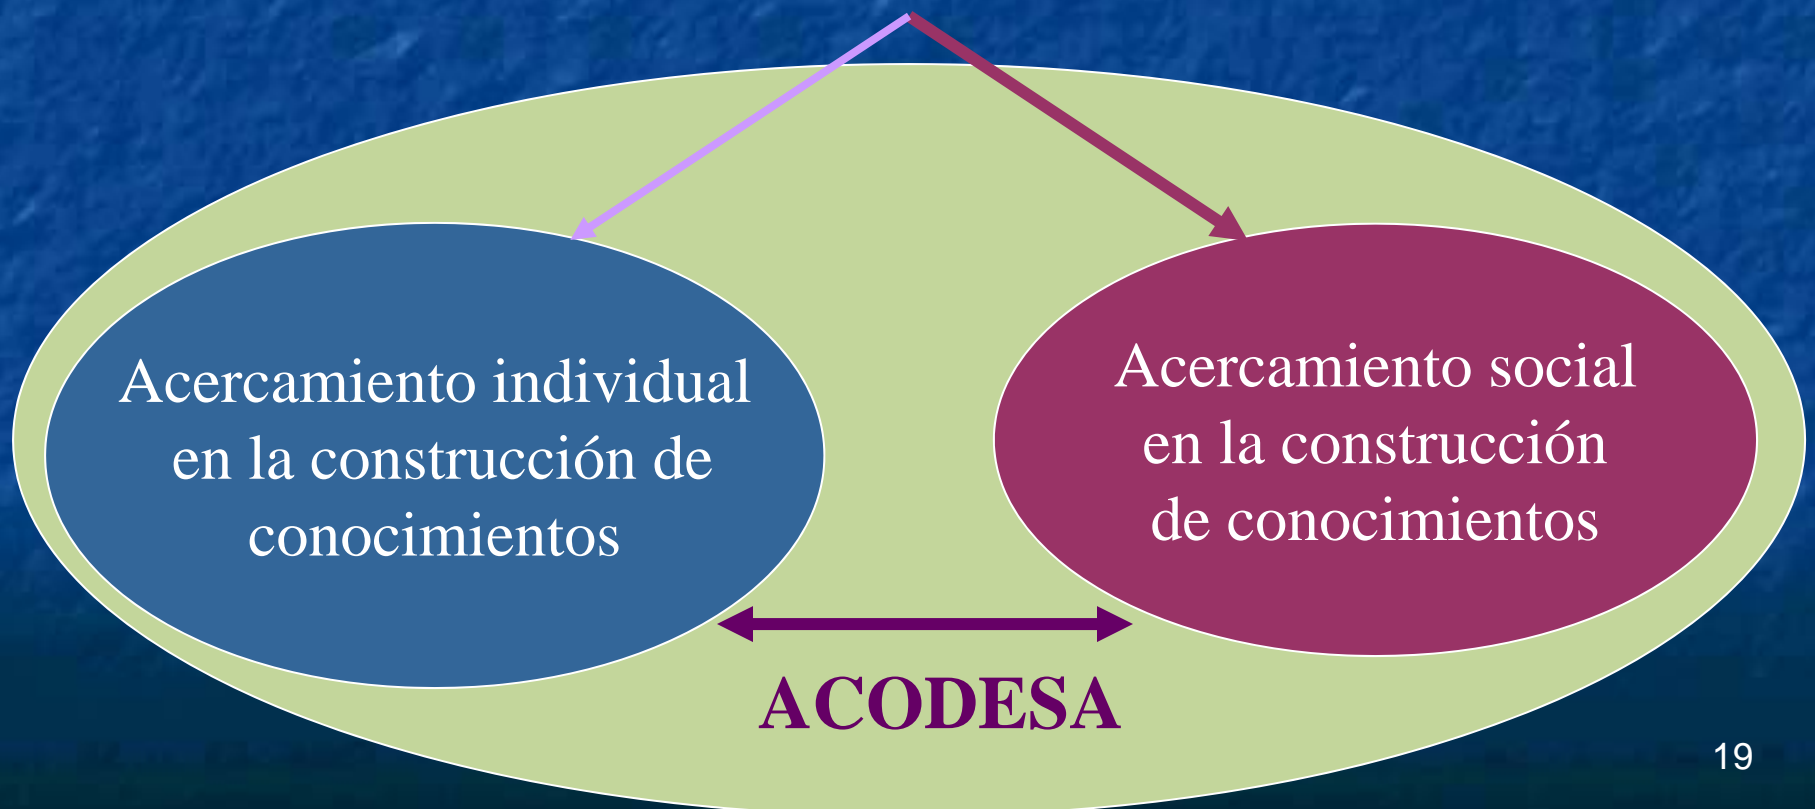 Acercamiento individual
en la construcción de
conocimientos
Acercamiento social
en la construcción
de conocimientos
ACODESA
19